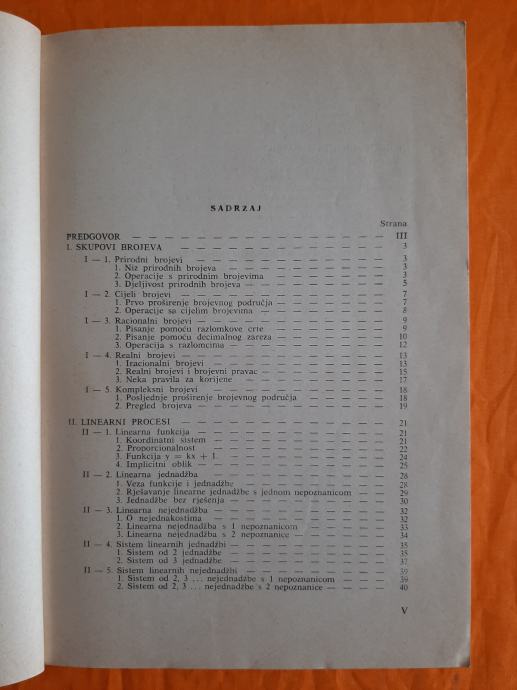 SADRZAJ
Strana
PREDGOVOR — — — — — — — — — — — — III
I. SKUPOVI BROJEVA — — — — — — — — — — 3
I — 1. Prirodni brojevi — — — — — — — — — — 3
1. Niz prirodnih brojeva — — — — — — — — 3
2. Operacije s prirodnim brojevima — — — — — — 3
3. Djeljivost prirodnih brojeva — — — — — — — 5
I — 2. Cijeli brojevi — — — — — — — — — — 7
1. Prvo proširenje brojevnog područja — — — — — 7
2. Operacije sa cijelim brojevima — — — — — — 8
I — 3. Racionalni brojevi — — — — — — — — — 9
1. Pisanje pomoću razlomkove crte — — — — — — 9
2. Pisanje pomoću decimalnog zareza — — — — — 10
3. Operacija s razlomcima — — — — — — — — 12
I — 4. Realni brojevi — — — — — — — — — — 13
1. Iracionalni brojevi — — — — — — — — — 13
2. Realni brojevi i brojevni pravac — — — — — — 15
3. Neka pravila za korijene — — — — — — — 17
I — 5. Kompleksni brojevi — — — — — — — — — 18
1. Posljednje proširenje brojevnog područja — — — — 18
2. Pregled brojeva — — — — — — — — — 19
II. LINEARNI PROCESI — — — — — — — — — — 21
II — 1. Linearna funkcija — — — — — — — — — 21
1. Koordinatni sistem — — — — — — — — — 21
2. Proporcionalnost — — — — — — — — — 22
3. Funkcija y = kx + l — — — — — — — — 24
4. Implicitni oblik — — — — — — — — — 25
II — 2. Linearna jednadžba — — — — — — — — — 28
1. Veza funkcije i jednadžbe — — — — — — — 28
2. Rješavanje linearne jednadžbe s jednom nepoznanicom — — 29
3. Jednadžbe bez rješenja — — — — — — — — 30
II — 3. Linearna nejednadžba — — — — — — — — 32
1. O nejednakostima — — — — — — — — — 32
2. Linearna nejednadžba s 1 nepoznanicom — — — — 33
3. Linearna nejednadžba s 2 nepoznanice — — — — 34
II — 4. Sistem linearnih jednadžbi — — — — — — — 35
1. Sistem od 2 jednadžbe — — — — — — — — 35
2. Sistem od 3 jednadžbe — — — — — — — — 37
II — 5. Sistem linearnih nejednadžbi — — — — — — — 39
1. Sistem od 2, 3 ... nejednadžbe s 1 nepoznanicom — — — 39
2. Sistem od 2, 3 ... nejednadžbe s 2 nepoznanice — — — 40
V